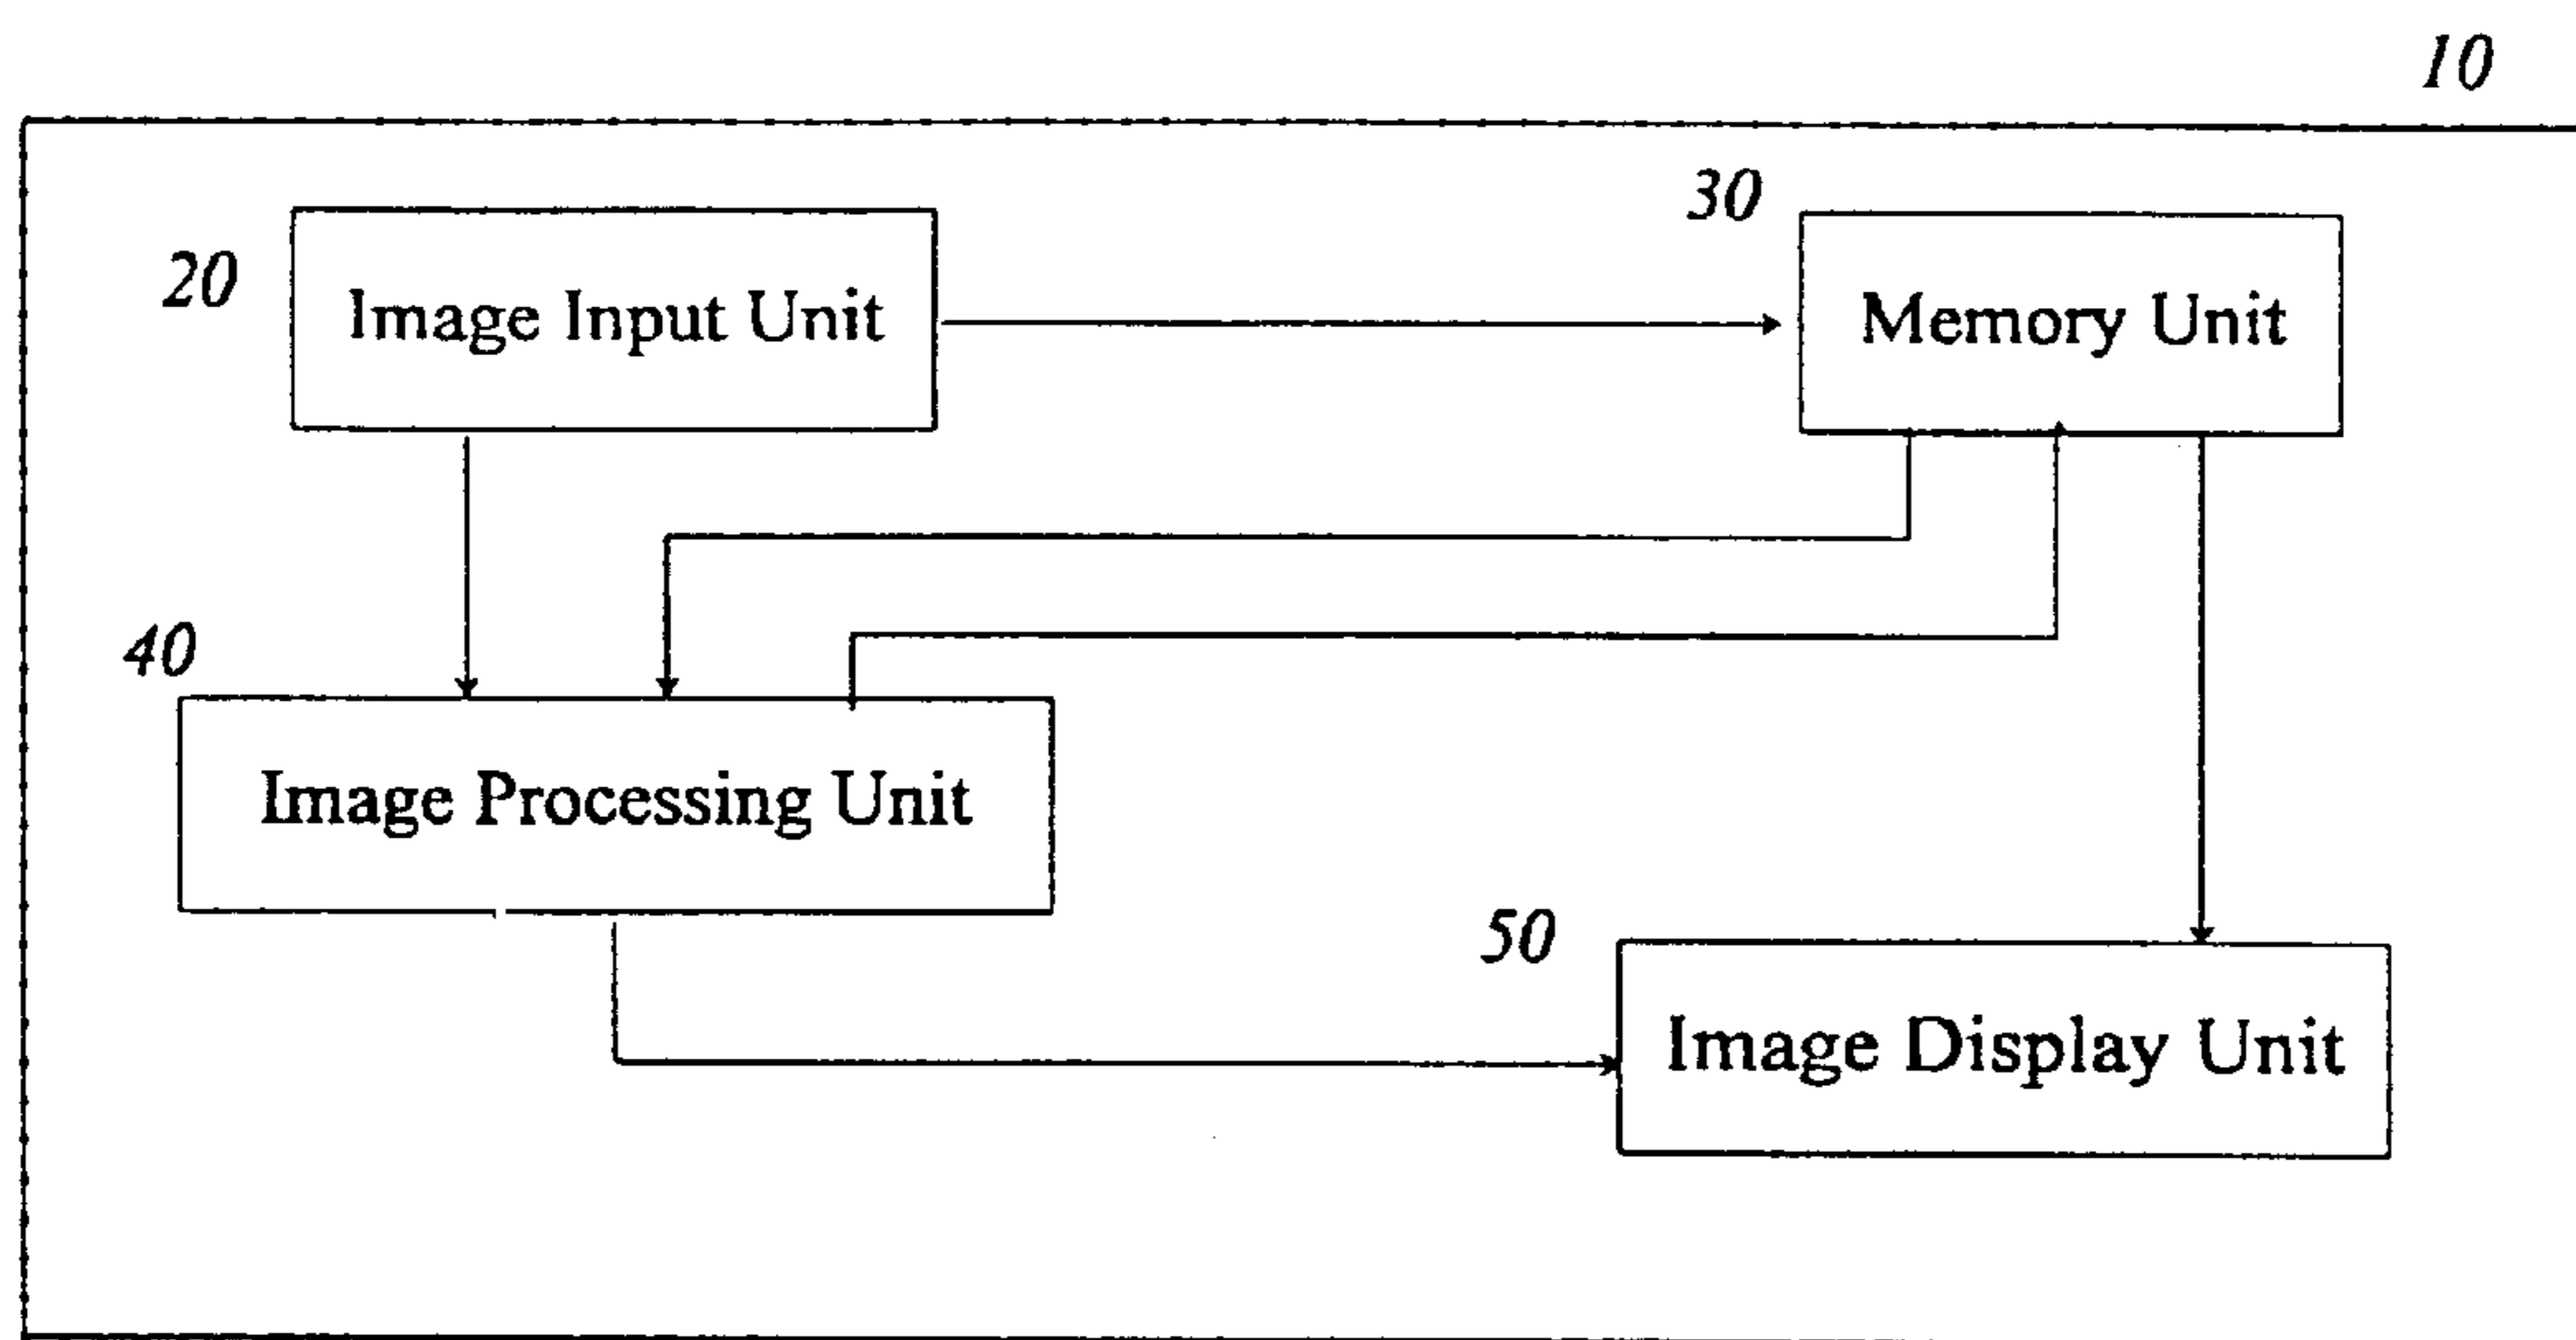 10
20
Image Input Unit
30
Memory Unit
40
Image Processing Unit
50
Image Display Unit